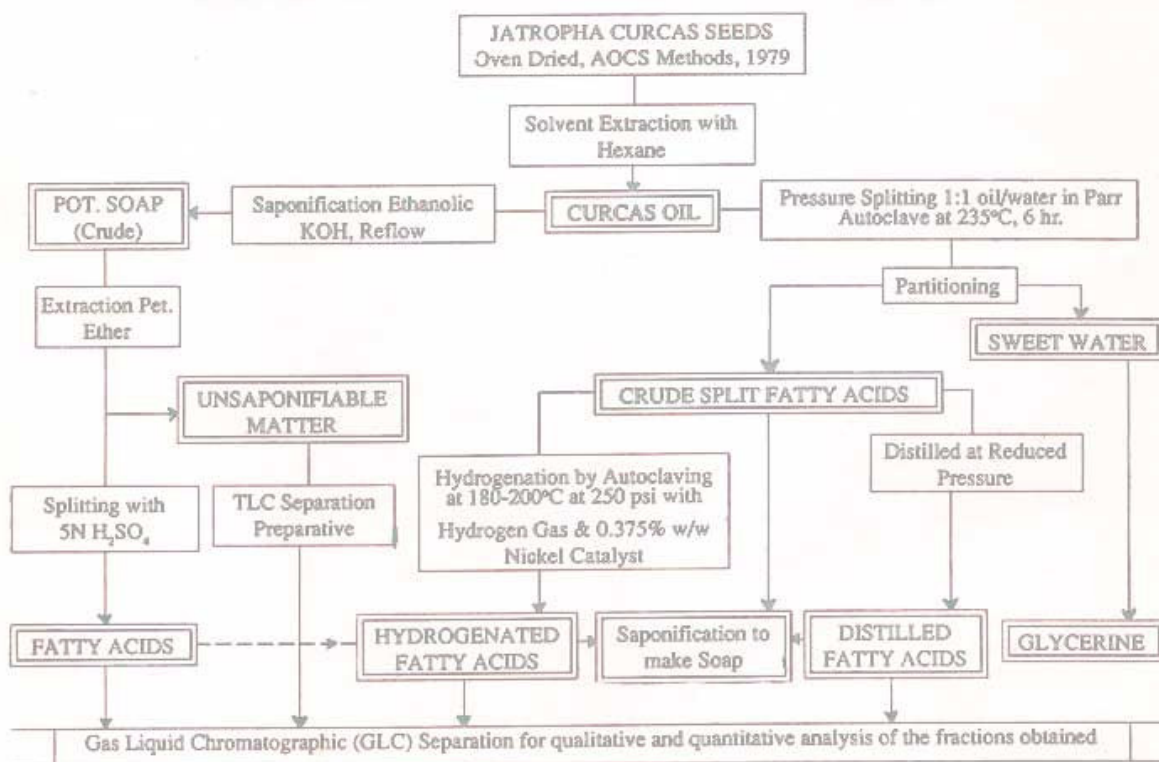 JATROPHA CURCAS SEEDS
Oven Dried, AOCS Methods, 1979
Solvent Extraction with
Hexane
POT. SOAP
(Crude)
Saponification Ethanolic
KOH, Reflow
CURCAS OIL
Pressure Splitting 1:1 oil/water in Parr
Autoclave at 235°C, 6 hr.
Extraction Pet.
Ether
Partitioning
SWEET WATER
UNSAPONIFIABLE
MATTER
CRUDE SPLIT FATTY ACIDS
Splitting with
5N H₂SO₄
TLC Separation
Preparative
Hydrogenation by Autoclaving
at 180-200°C at 250 psi with
Hydrogen Gas & 0.375% w/w
Nickel Catalyst
Distilled at Reduced
Pressure
FATTY ACIDS
HYDROGENATED
FATTY ACIDS
Saponification to
make Soap
DISTILLED
FATTY ACIDS
GLYCERINE
Gas Liquid Chromatographic (GLC) Separation for qualitative and quantitative analysis of the fractions obtained